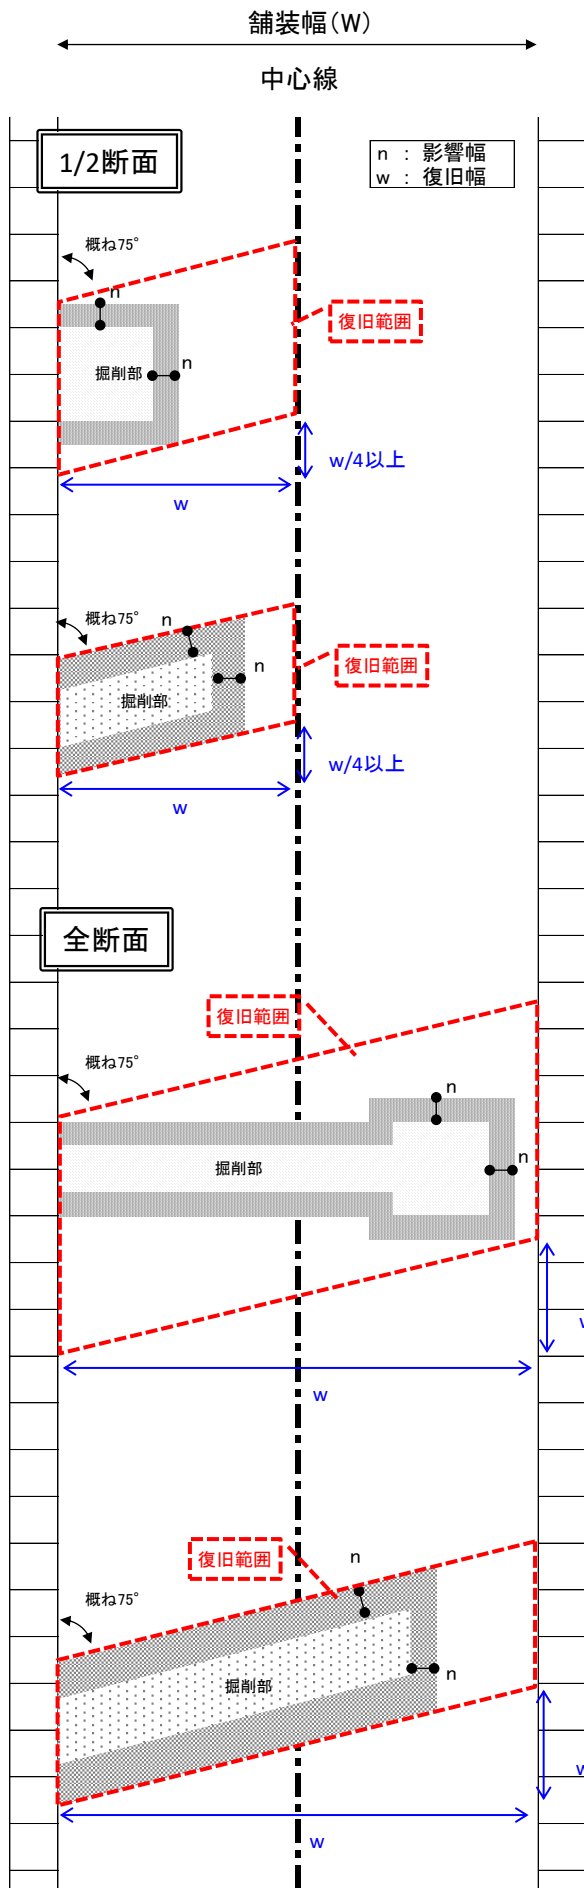 舗装幅(W)
中心線
1/2断面
n : 影響幅
w : 復旧幅
概ね75°
n
復旧範囲
掘削部
n
w/4以上
w
概ね75°
n
n
復旧範囲
掘削部
w/4以上
w
全断面
復旧範囲
概ね75°
n
掘削部
n
w
復旧範囲
n
概ね75°
掘削部
n
w